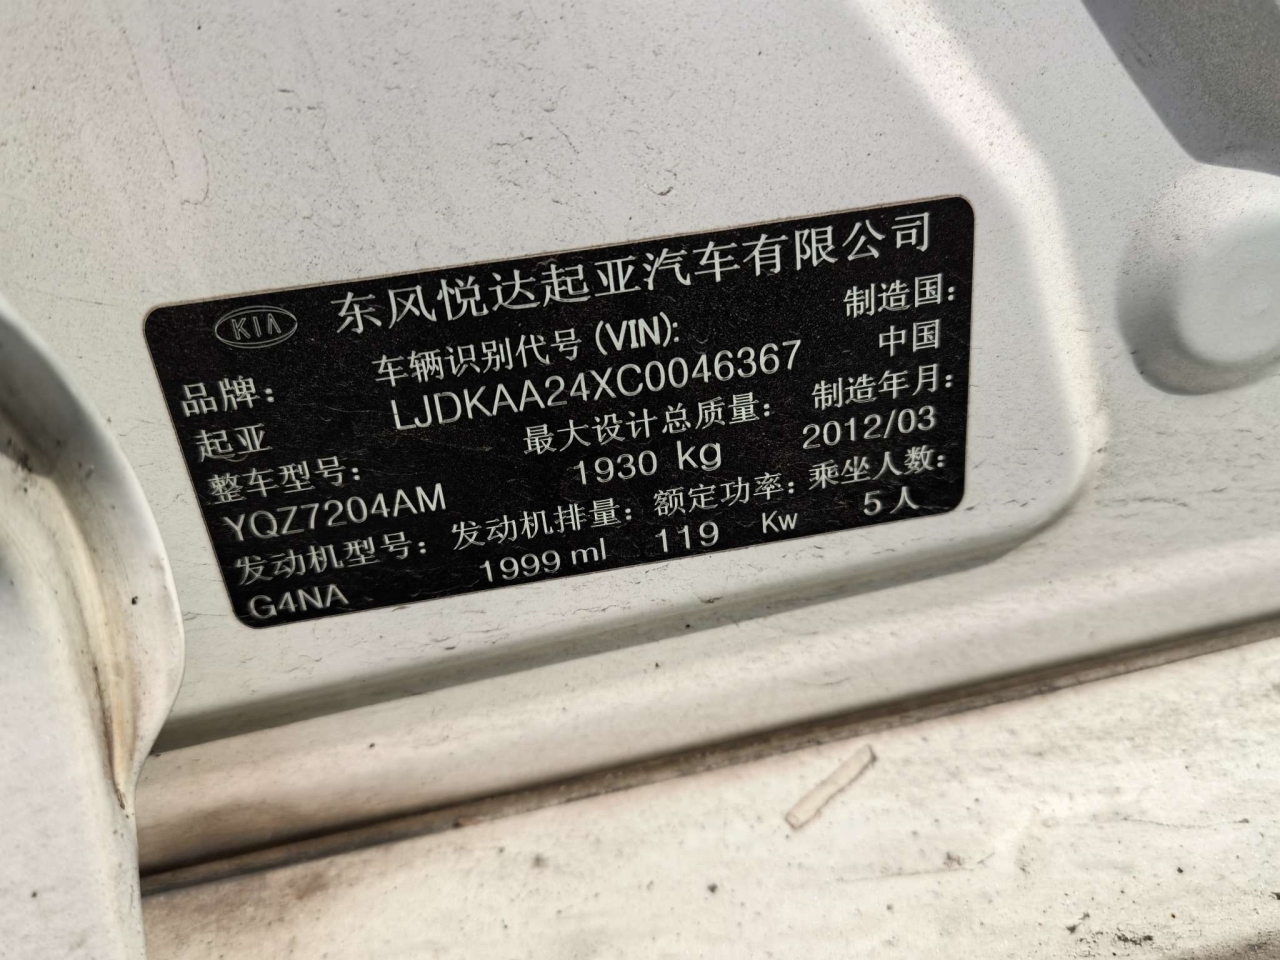 KIA 东风悦达起亚汽车有限公司
品牌： 车辆识别代号 (VIN): 制造国：
起亚 LJDKAA24XC0046367 中国
整车型号： 最大设计总质量： 制造年月：
YQZ7204AM 1930 kg 2012/03
发动机型号： 发动机排量： 额定功率： 乘坐人数：
G4NA 1999 ml 119 Kw 5人